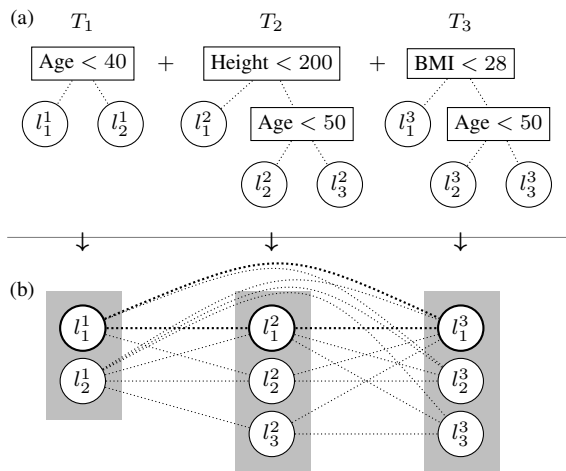 (a) T₁ T₂ T₃
Age < 40 + Height < 200 + BMI < 28
l₁¹ l₂¹ l₁² Age < 50 l₁³ Age < 50
l₂² l₃² l₂³ l₃³
(b)
l₁¹ l₁² l₁³
l₂¹ l₂² l₂³
l₃² l₃³